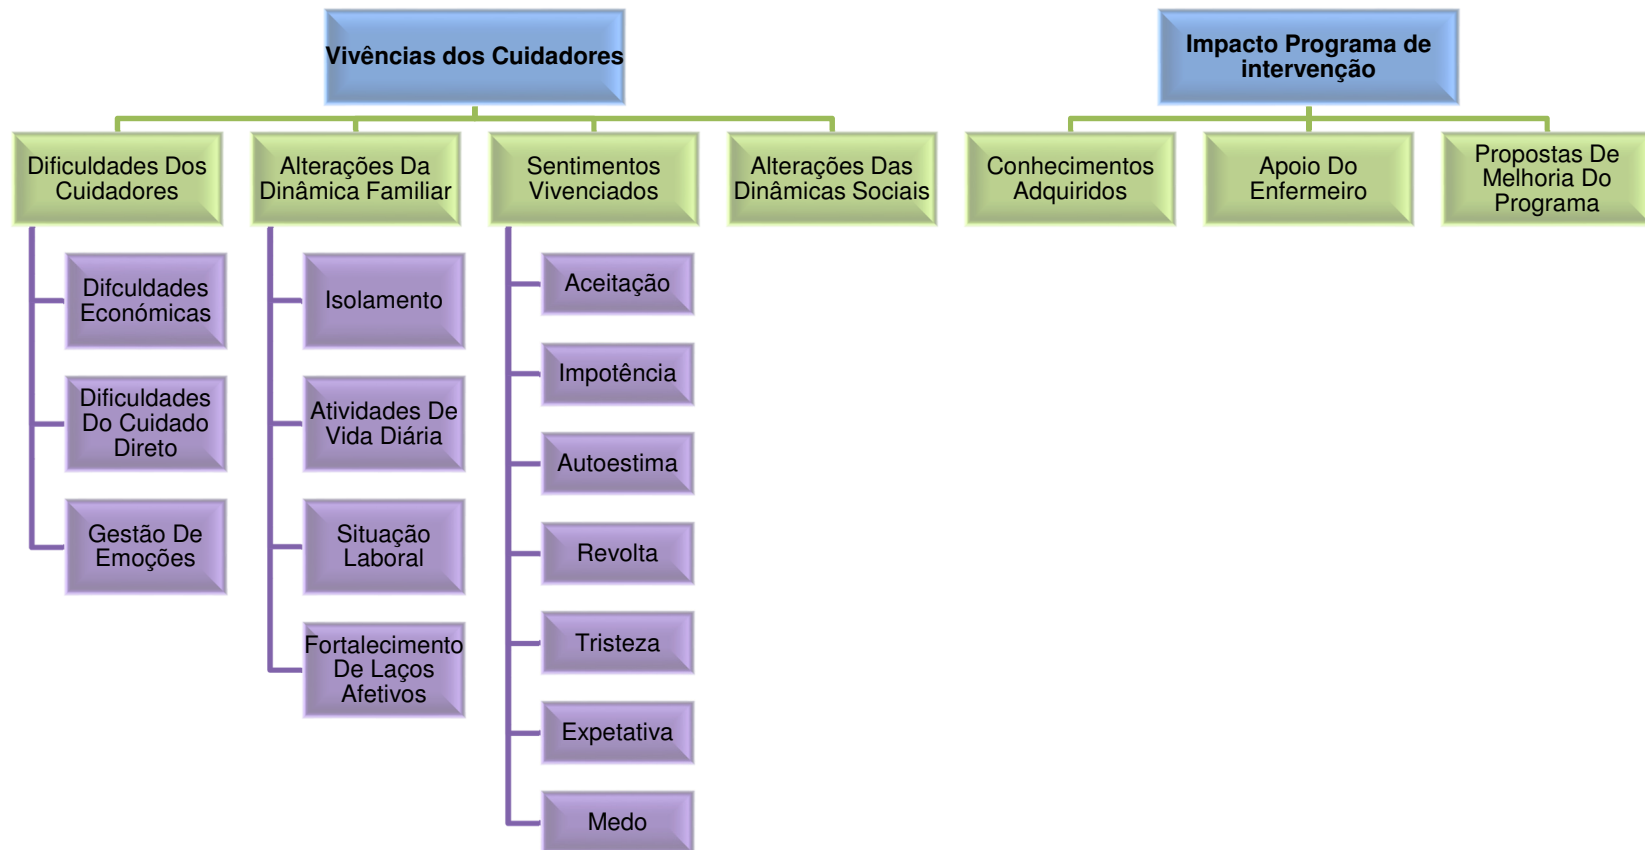 Vivências dos Cuidadores
Impacto Programa de
intervenção
Dificuldades Dos
Cuidadores
Alterações Da
Dinâmica Familiar
Sentimentos
Vivenciados
Alterações Das
Dinâmicas Sociais
Conhecimentos
Adquiridos
Apoio Do
Enfermeiro
Propostas De
Melhoria Do
Programa
Difculdades
Económicas
Dificuldades
Do Cuidado
Direto
Gestão De
Emoções
Isolamento
Atividades De
Vida Diária
Situação
Laboral
Fortalecimento
De Laços
Afetivos
Aceitação
Impotência
Autoestima
Revolta
Tristeza
Expetativa
Medo